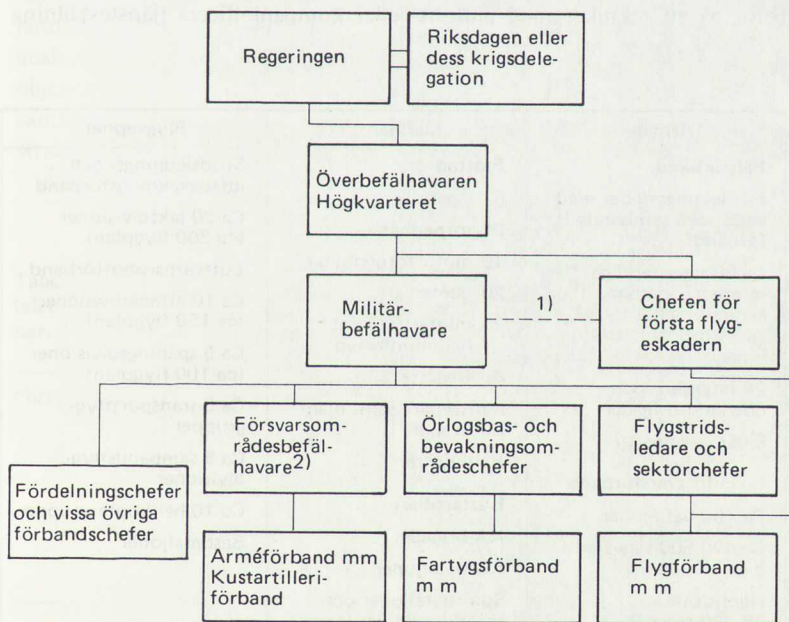 Regeringen
Riksdagen eller
dess krigsdele-
gation
Överbefälhavaren
Högkvarteret
Militär-
befälhavare
1)
Chefen för
första flyg-
eskadern
Försvarsom-
rådesbefäl-
havare2)
Örlogsbas- och
bevakningsom-
rådeschefer
Flygstrids-
ledare och
sektorchefer
Fördelningschefer
och vissa övriga
förbandschefer
Arméförband mm
Kustartilleri-
förband
Fartygsförband
m m
Flygförband
m m